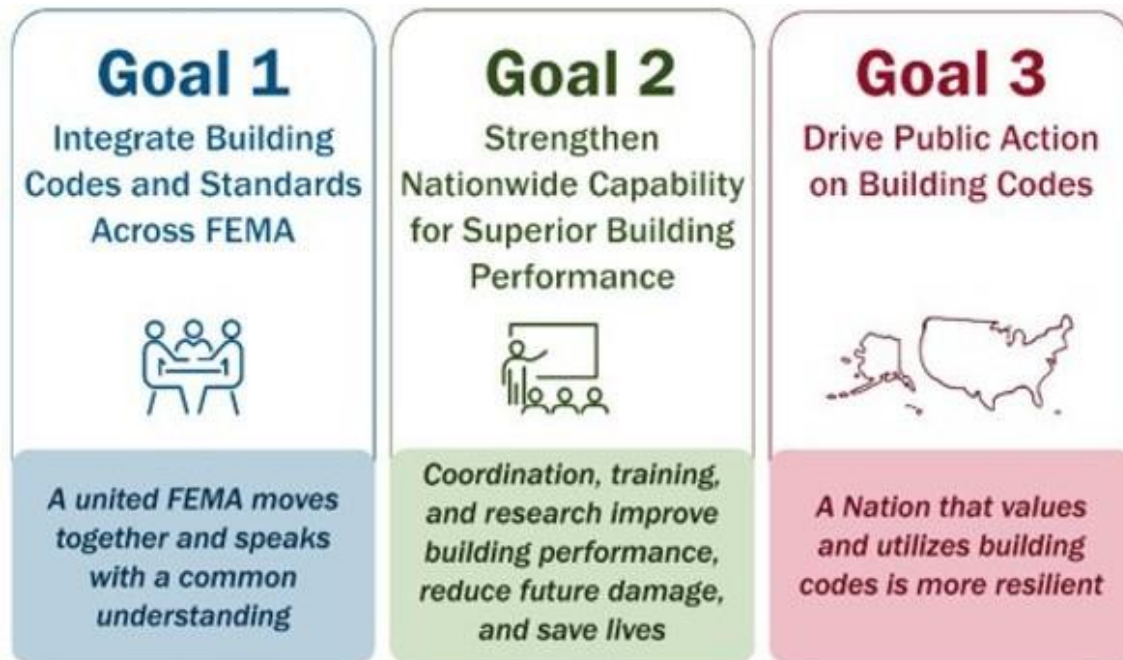 Goal 1
Integrate Building
Codes and Standards
Across FEMA
A united FEMA moves
together and speaks
with a common
understanding
Goal 2
Strengthen
Nationwide Capability
for Superior Building
Performance
Coordination, training,
and research improve
building performance,
reduce future damage,
and save lives
Goal 3
Drive Public Action
on Building Codes
A Nation that values
and utilizes building
codes is more resilient